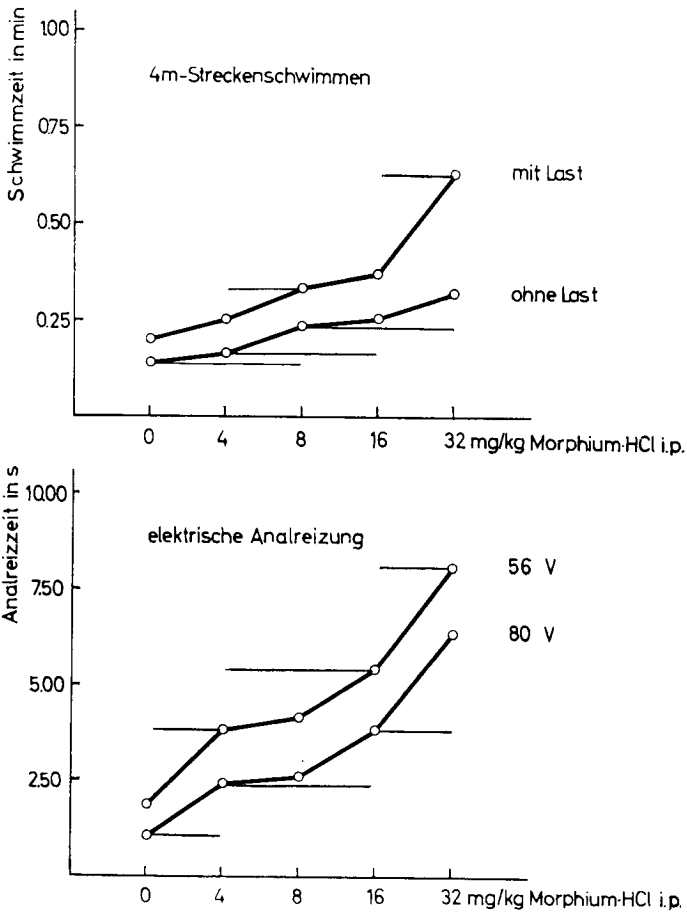 Schwimmzeit in min
1.00
0.75
0.50
0.25
4m-Streckenschwimmen
mit Last
ohne Last
0 4 8 16 32 mg/kg Morphium·HCl i.p.
Analreizzeit in s
10.00
7.50
5.00
2.50
elektrische Analreizung
56 V
80 V
0 4 8 16 32 mg/kg Morphium·HCl i.p.